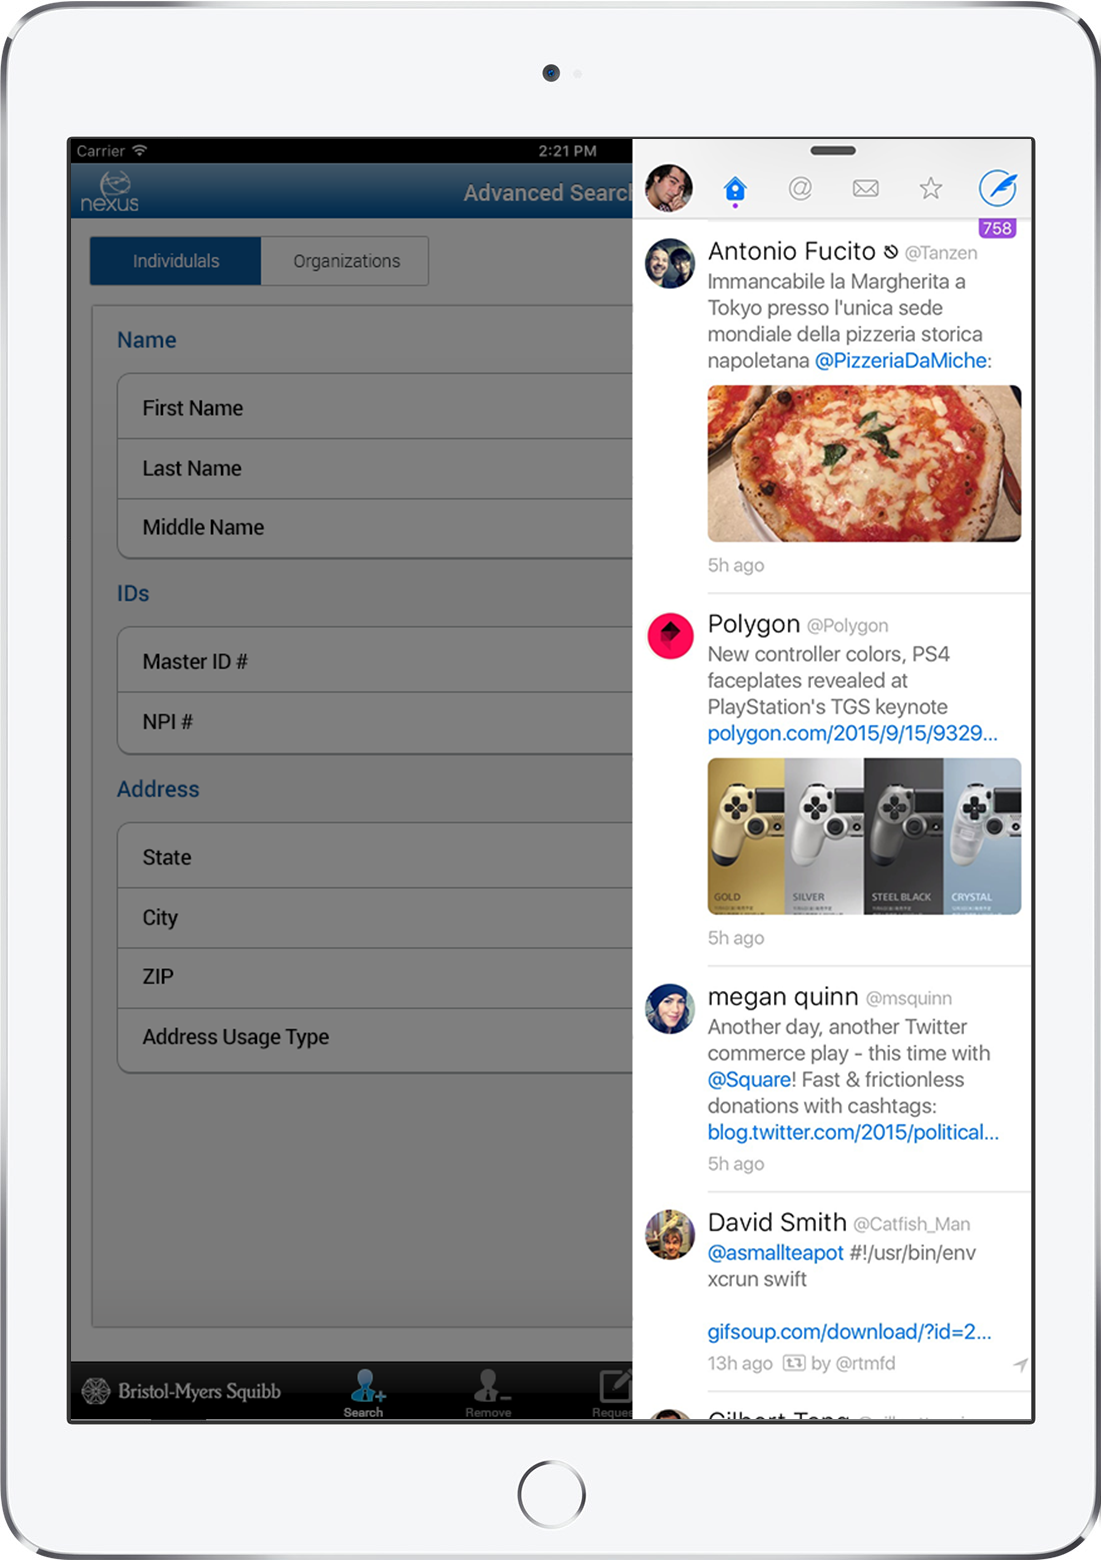 Carrier
2:21 PM
nexus
Advanced Searc
Individulals
Organizations
Name
First Name
Last Name
Middle Name
IDs
Master ID #
NPI #
Address
State
City
ZIP
Address Usage Type
Bristol-Myers Squibb
Search
Remove
Reque
@
758
Antonio Fucito @Tanzen
Immancabile la Margherita a
Tokyo presso l'unica sede
mondiale della pizzeria storica
napoletana @PizzeriaDaMiche:
5h ago
Polygon @Polygon
New controller colors, PS4
faceplates revealed at
PlayStation's TGS keynote
polygon.com/2015/9/15/9329...
GOLD
SILVER
STEEL BLACK
CRYSTAL
5h ago
megan quinn @msquinn
Another day, another Twitter
commerce play - this time with
@Square! Fast & frictionless
donations with cashtags:
blog.twitter.com/2015/political...
5h ago
David Smith @Catfish_Man
@asmallteapot #!/usr/bin/env
xcrun swift
gifsoup.com/download/?id=2...
13h ago by @rtmfd